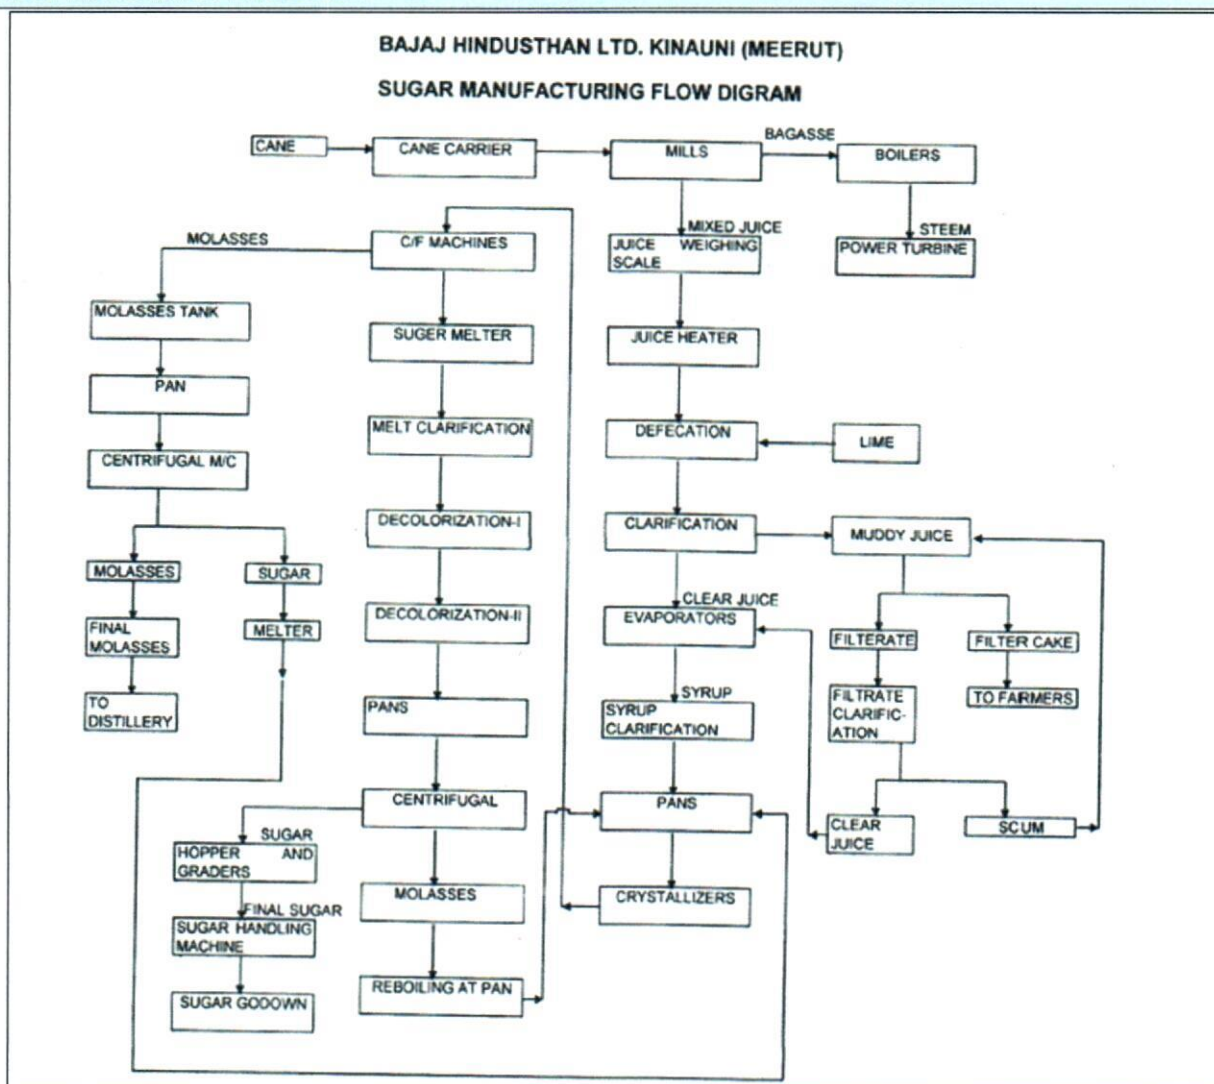 BAJAJ HINDUSTHAN LTD. KINAUNI (MEERUT)
SUGAR MANUFACTURING FLOW DIGRAM
CANE
CANE CARRIER
MILLS
BAGASSE
BOILERS
STEEM
POWER TURBINE
MIXED JUICE
JUICE WEIGHING
SCALE
JUICE HEATER
DEFECATION
LIME
CLARIFICATION
MUDDY JUICE
CLEAR JUICE
EVAPORATORS
FILTERATE
FILTER CAKE
FILTRATE
CLARIFIC-
ATION
TO FAIRMERS
CLEAR
JUICE
SCUM
SYRUP
SYRUP
CLARIFICATION
PANS
CRYSTALLIZERS
C/F MACHINES
MOLASSES
MOLASSES TANK
PAN
CENTRIFUGAL M/C
MOLASSES
SUGAR
FINAL
MOLASSES
MELTER
TO
DISTILLERY
SUGER MELTER
MELT CLARIFICATION
DECOLORIZATION-I
DECOLORIZATION-II
PANS
CENTRIFUGAL
SUGAR
HOPPER AND
GRADERS
FINAL SUGAR
SUGAR HANDLING
MACHINE
SUGAR GODOWN
MOLASSES
REBOILING AT PAN